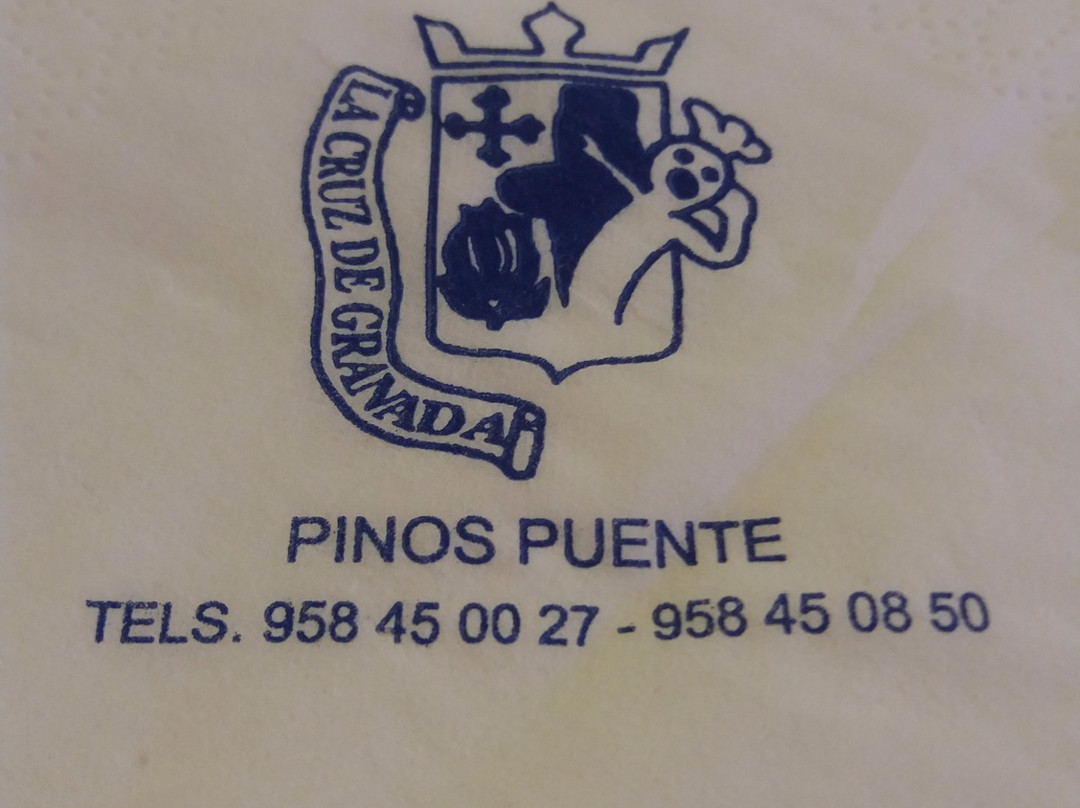 LA CRUZ DE GRANADA
PINOS PUENTE
TELS. 958 45 00 27 - 958 45 08 50